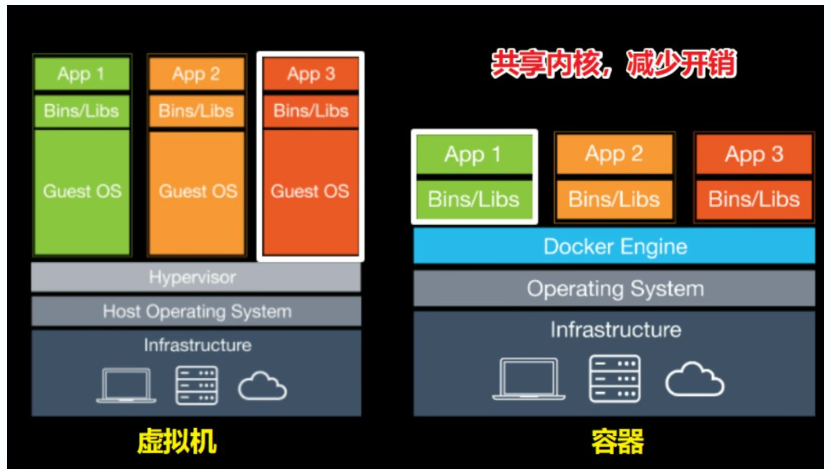 共享内核，减少开销
App 1
App 2
App 3
Bins/Libs
Bins/Libs
Bins/Libs
Guest OS
Guest OS
Guest OS
Hypervisor
Host Operating System
Infrastructure
虚拟机
App 1
App 2
App 3
Bins/Libs
Bins/Libs
Bins/Libs
Docker Engine
Operating System
Infrastructure
容器